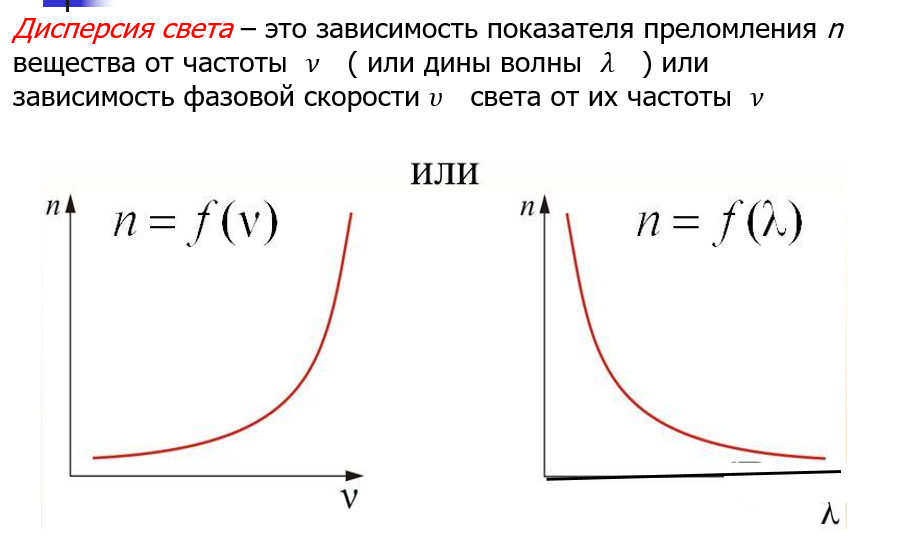 Дисперсия света – это зависимость показателя преломления n
вещества от частоты ν ( или дины волны λ ) или
зависимость фазовой скорости υ света от их частоты ν
или
n
n = f(ν)
ν
n
n = f(λ)
λ